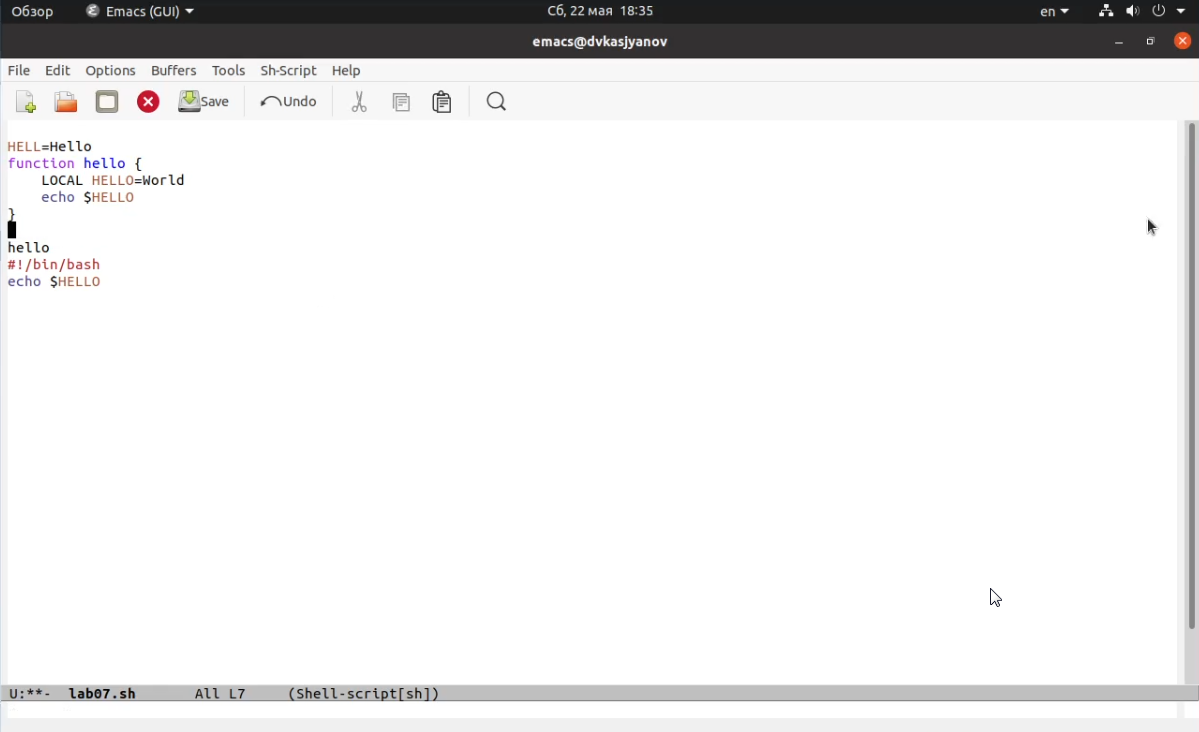 Обзор Emacs (GUI) Сб, 22 мая 18:35 en
emacs@dvkasjyanov
File Edit Options Buffers Tools Sh-Script Help
Save Undo
HELL=Hello
function hello {
    LOCAL HELLO=World
    echo $HELLO
}
hello
#!/bin/bash
echo $HELLO
U:**- lab07.sh All L7 (Shell-script[sh])